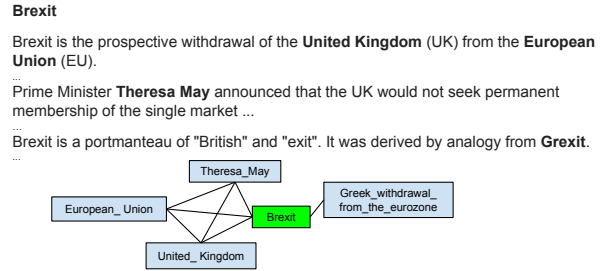 Brexit
Brexit is the prospective withdrawal of the United Kingdom (UK) from the European
Union (EU).
...
Prime Minister Theresa May announced that the UK would not seek permanent
membership of the single market ...
...
Brexit is a portmanteau of "British" and "exit". It was derived by analogy from Grexit.
...
Theresa_May
Greek_withdrawal_
from_the_eurozone
European_ Union
Brexit
United_ Kingdom